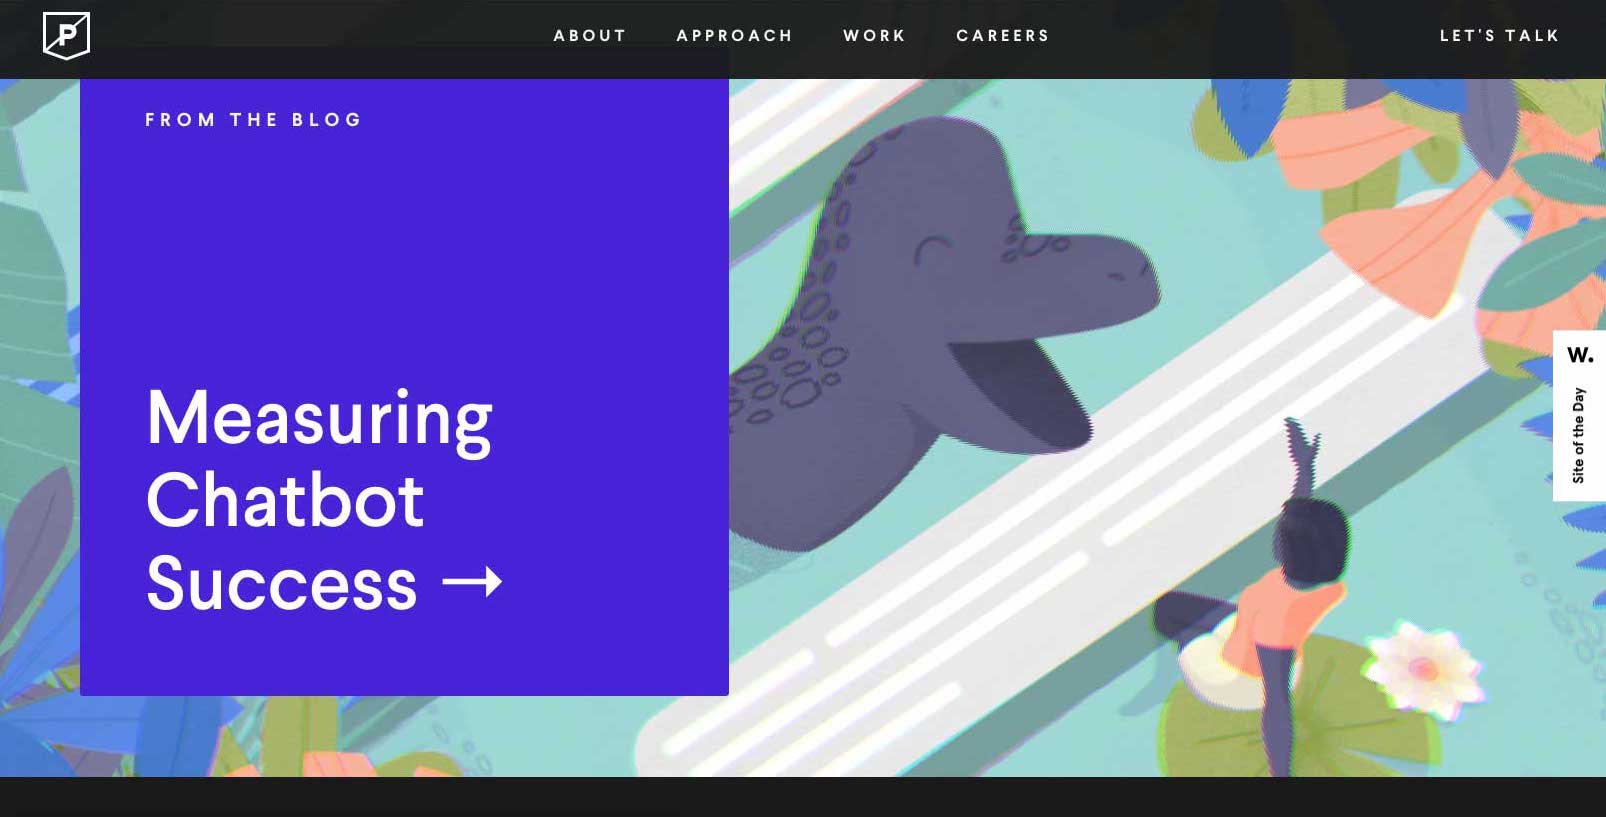 P
ABOUT
APPROACH
WORK
CAREERS
LET'S TALK
FROM THE BLOG
Measuring
Chatbot
Success →
W.
Site of the Day